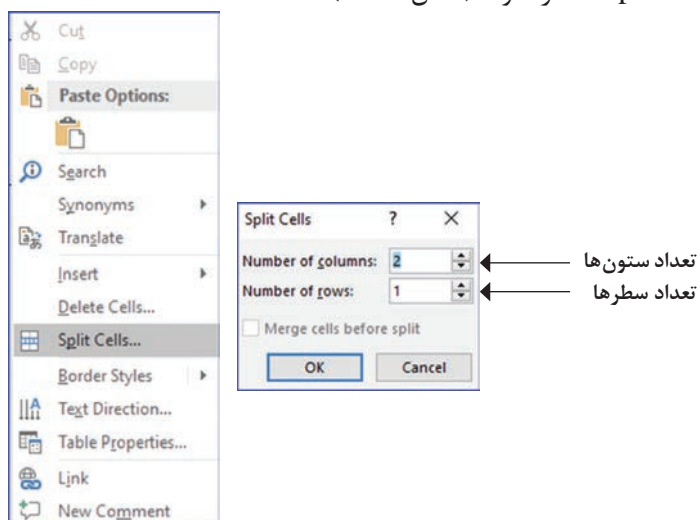 Cut
Copy
Paste Options:
Search
Synonyms
Translate
Insert
Delete Cells...
Split Cells...
Border Styles
Text Direction...
Table Properties...
Link
New Comment
Split Cells ? ×
Number of columns: 2
Number of rows: 1
Merge cells before split
OK Cancel
تعداد ستون‌ها
تعداد سطرها